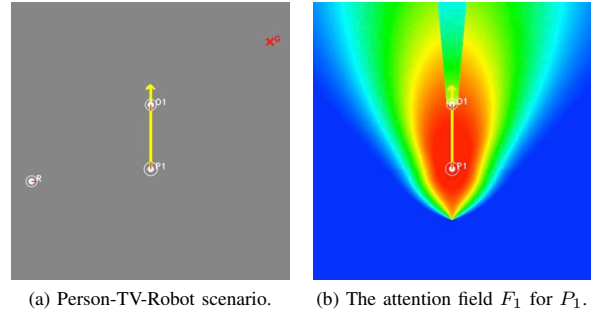 G
O1
P1
R
O1
P1
(a) Person-TV-Robot scenario.
(b) The attention field F₁ for P₁.